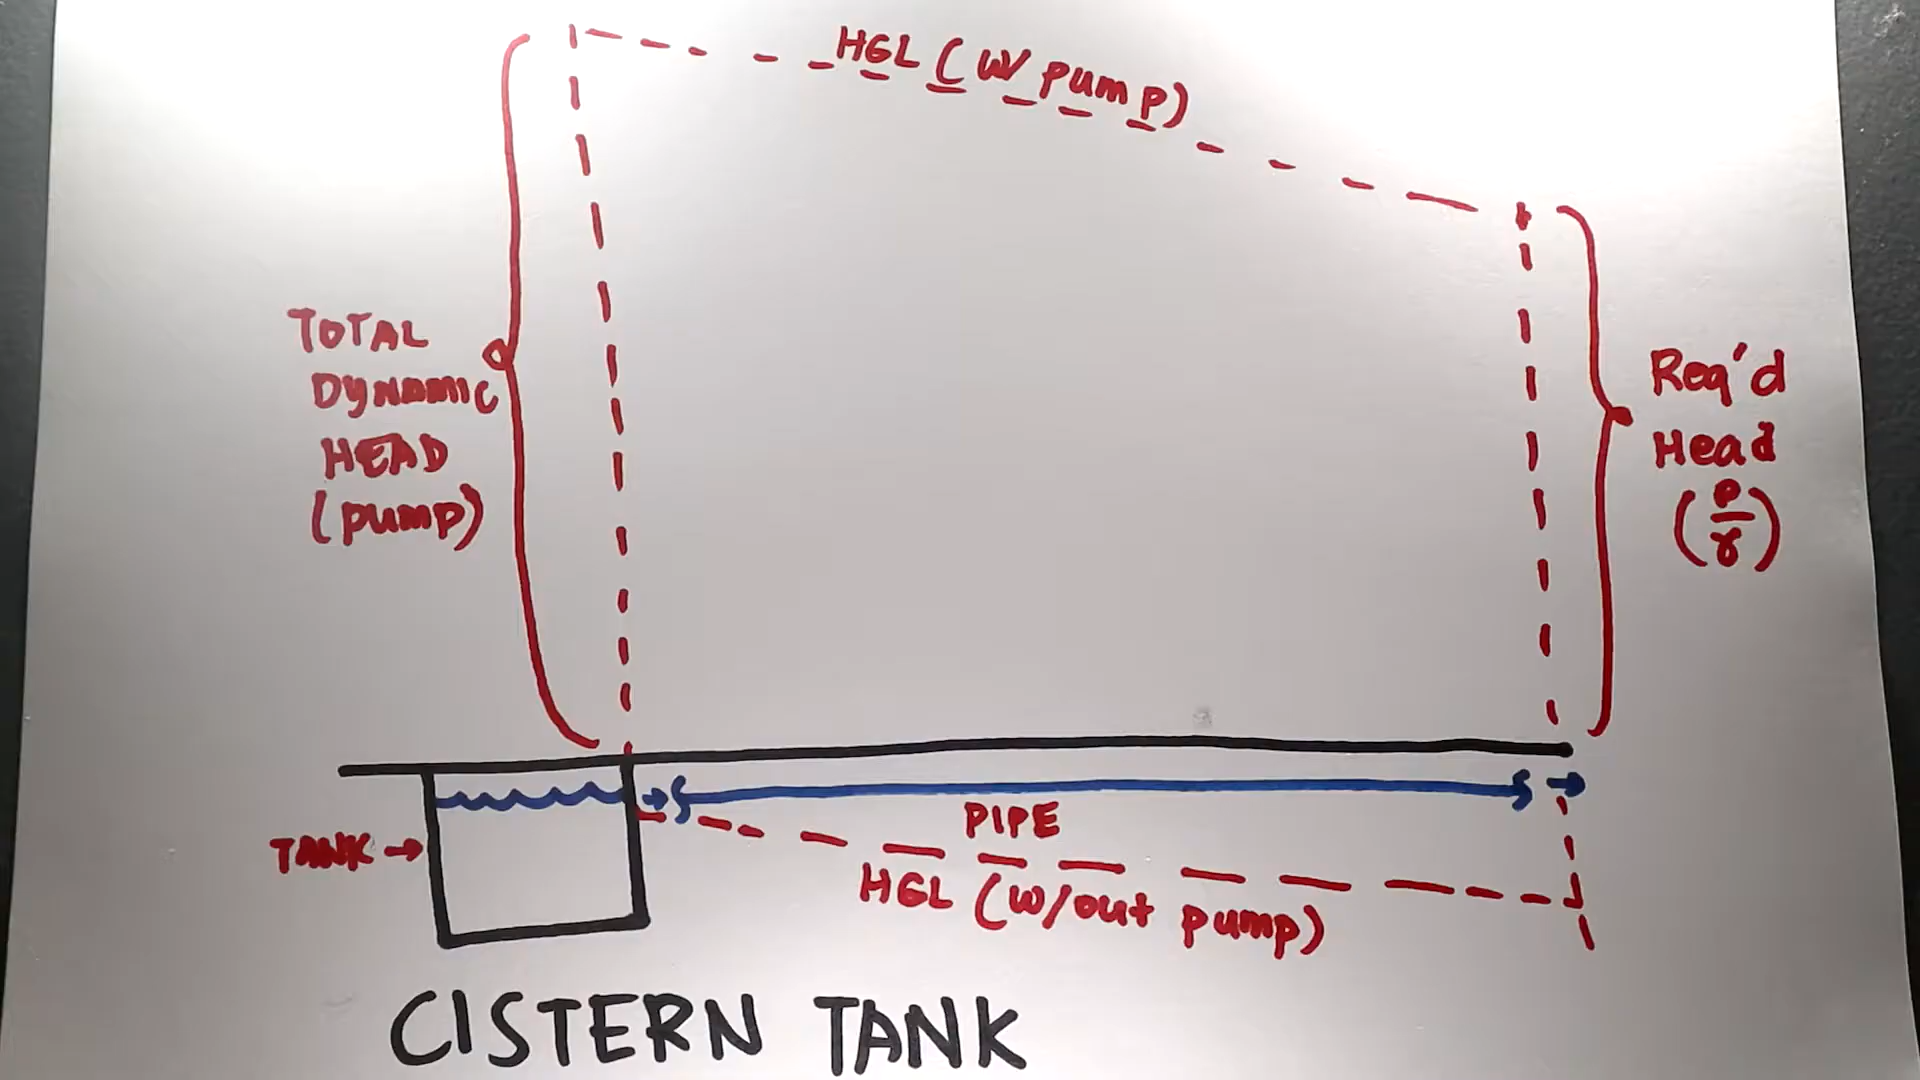 HGL (w/ pump)
TOTAL
DYNAMIC
HEAD
(pump)
Req'd
Head
(P/γ)
PIPE
TANK →
HGL (w/out pump)
CISTERN TANK